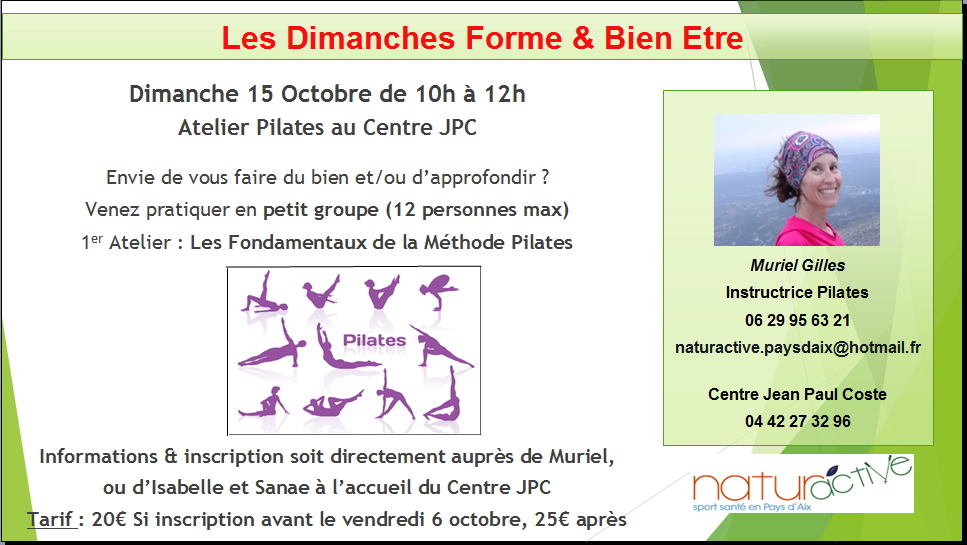 Les Dimanches Forme & Bien Etre
Dimanche 15 Octobre de 10h à 12h
Atelier Pilates au Centre JPC
Envie de vous faire du bien et/ou d’approfondir ?
Venez pratiquer en petit groupe (12 personnes max)
1er Atelier : Les Fondamentaux de la Méthode Pilates
Pilates
Informations & inscription soit directement auprès de Muriel,
ou d’Isabelle et Sanae à l’accueil du Centre JPC
Tarif : 20€ Si inscription avant le vendredi 6 octobre, 25€ après
Muriel Gilles
Instructrice Pilates
06 29 95 63 21
naturactive.paysdaix@hotmail.fr
Centre Jean Paul Coste
04 42 27 32 96
naturactive
sport santé en Pays d'Aix